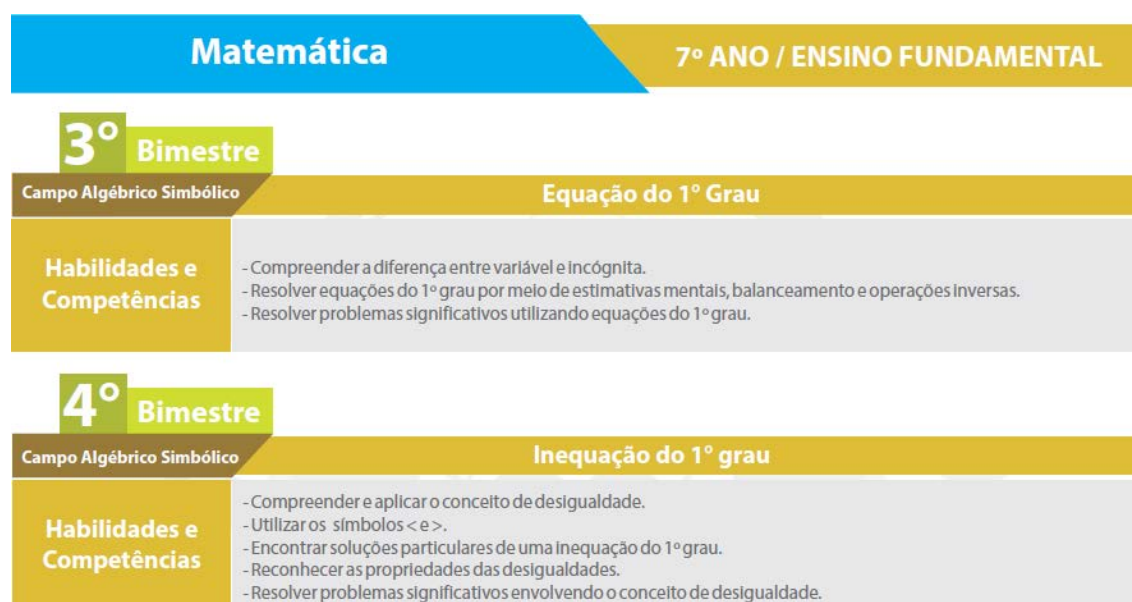 Matemática
7º ANO / ENSINO FUNDAMENTAL
3° Bimestre
Campo Algébrico Simbólico
Equação do 1° Grau
Habilidades e
Competências
- Compreender a diferença entre variável e incógnita.
- Resolver equações do 1º grau por meio de estimativas mentais, balanceamento e operações inversas.
- Resolver problemas significativos utilizando equações do 1º grau.
4° Bimestre
Campo Algébrico Simbólico
Inequação do 1° grau
Habilidades e
Competências
- Compreender e aplicar o conceito de desigualdade.
- Utilizar os símbolos < e >.
- Encontrar soluções particulares de uma inequação do 1º grau.
- Reconhecer as propriedades das desigualdades.
- Resolver problemas significativos envolvendo o conceito de desigualdade.